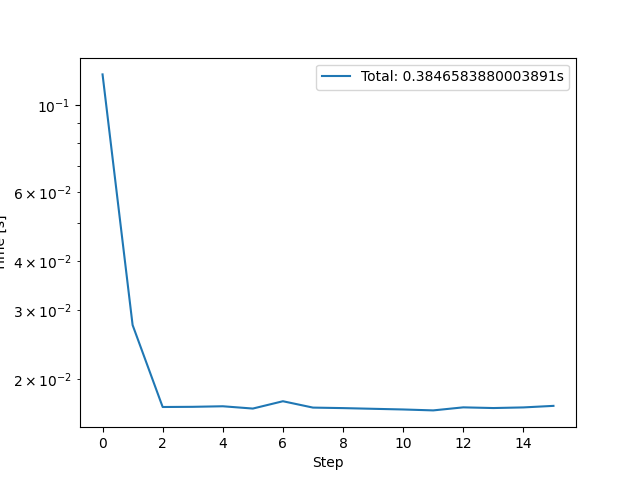 Total: 0.3846583880003891s
10⁻¹
6 × 10⁻²
4 × 10⁻²
3 × 10⁻²
2 × 10⁻²
Time [s]
0 2 4 6 8 10 12 14
Step